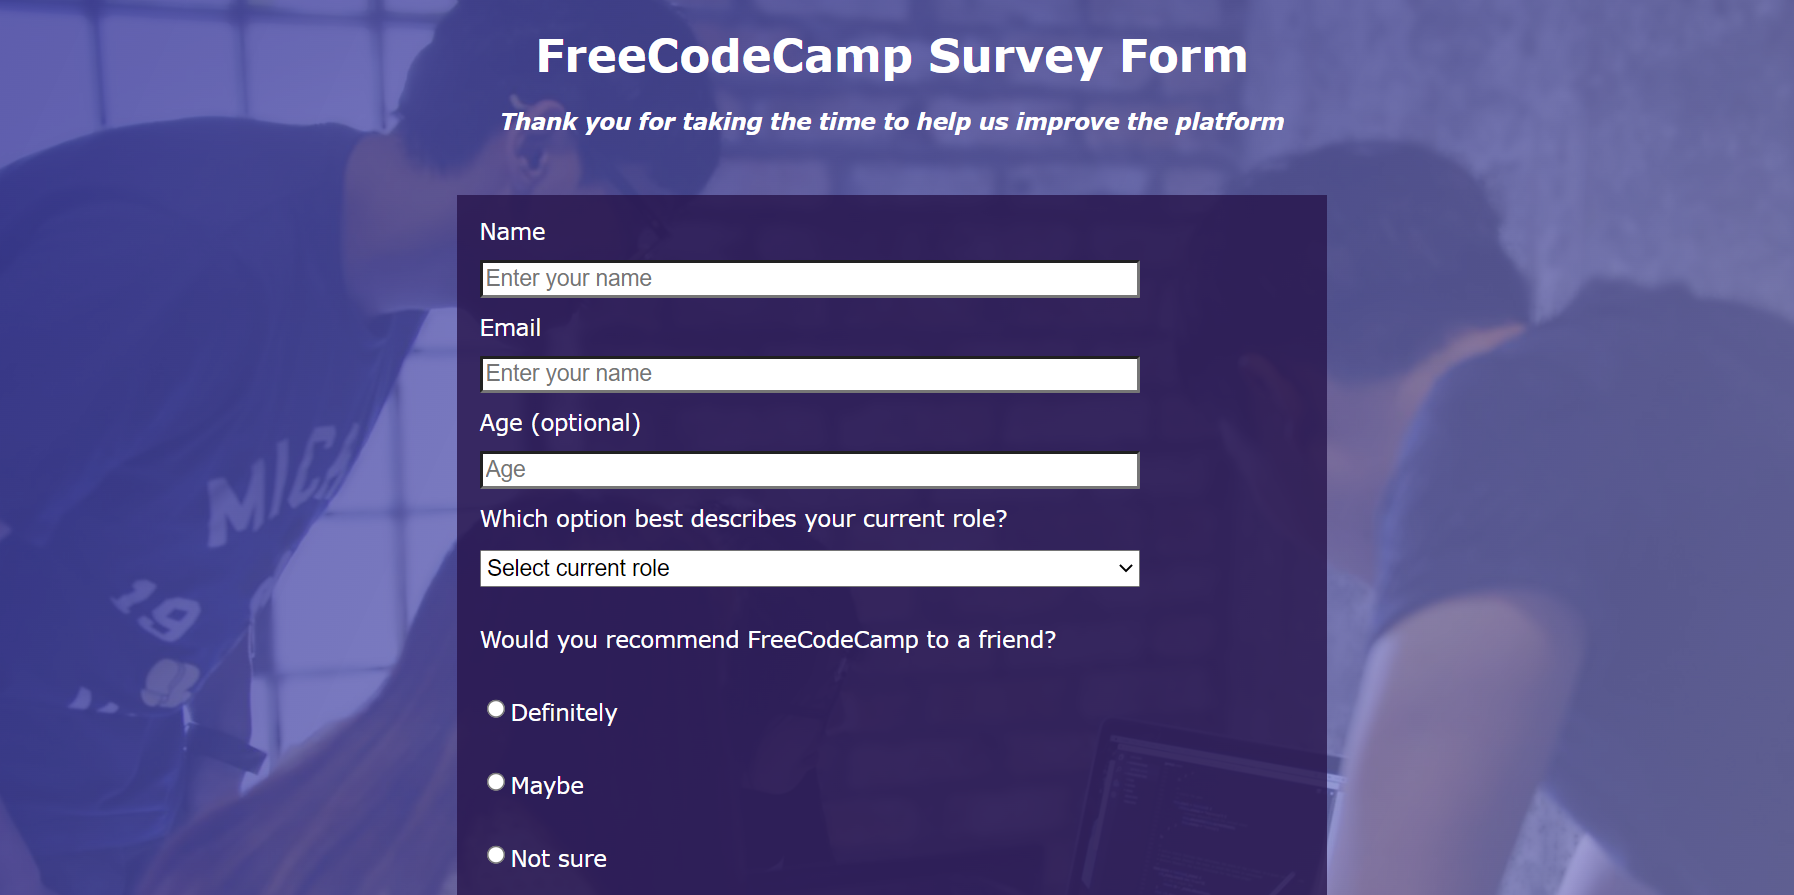 FreeCodeCamp Survey Form
Thank you for taking the time to help us improve the platform
Name
Enter your name
Email
Enter your name
Age (optional)
Age
Which option best describes your current role?
Select current role
Would you recommend FreeCodeCamp to a friend?
Definitely
Maybe
Not sure
MICH
19